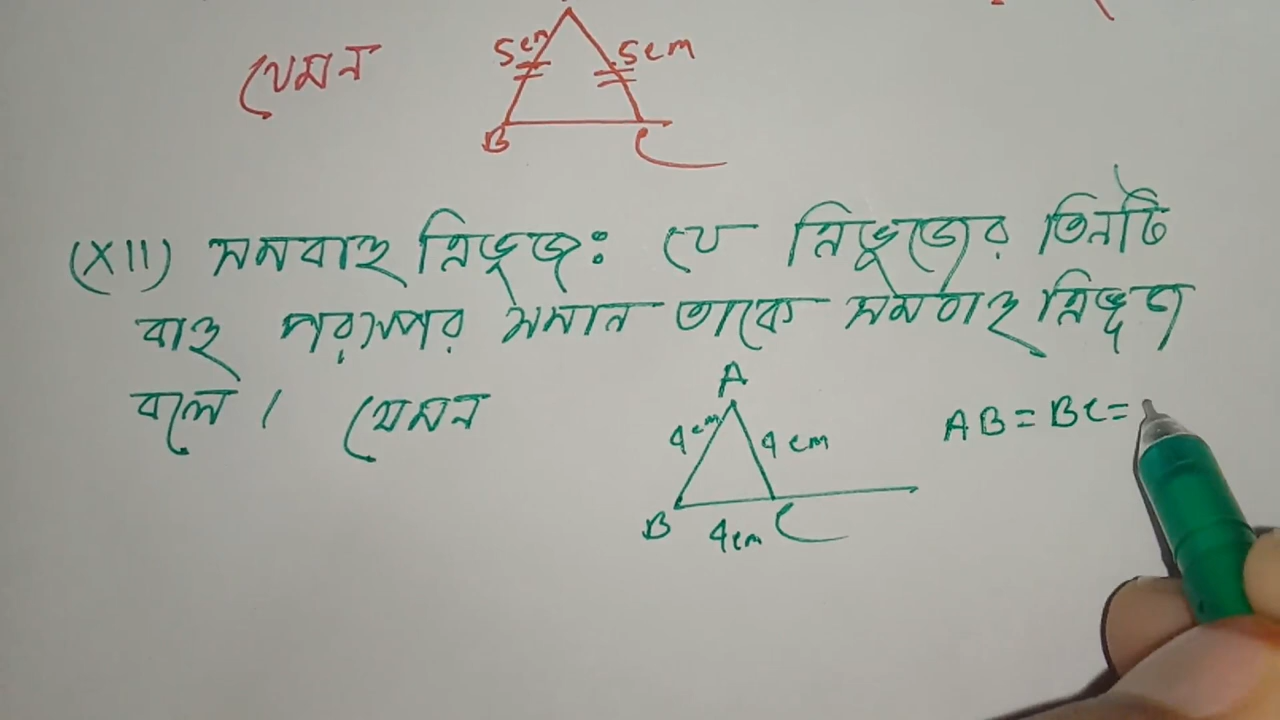 5cm 5cm
যেমন
B C
(XII) সমবাহু ত্রিভুজ: যে ত্রিভুজের তিনটি
বাহু পরস্পর সমান তাকে সমবাহু ত্রিভুজ
বলে। যেমন
A
4cm 4cm AB=BC=
B 4cm C